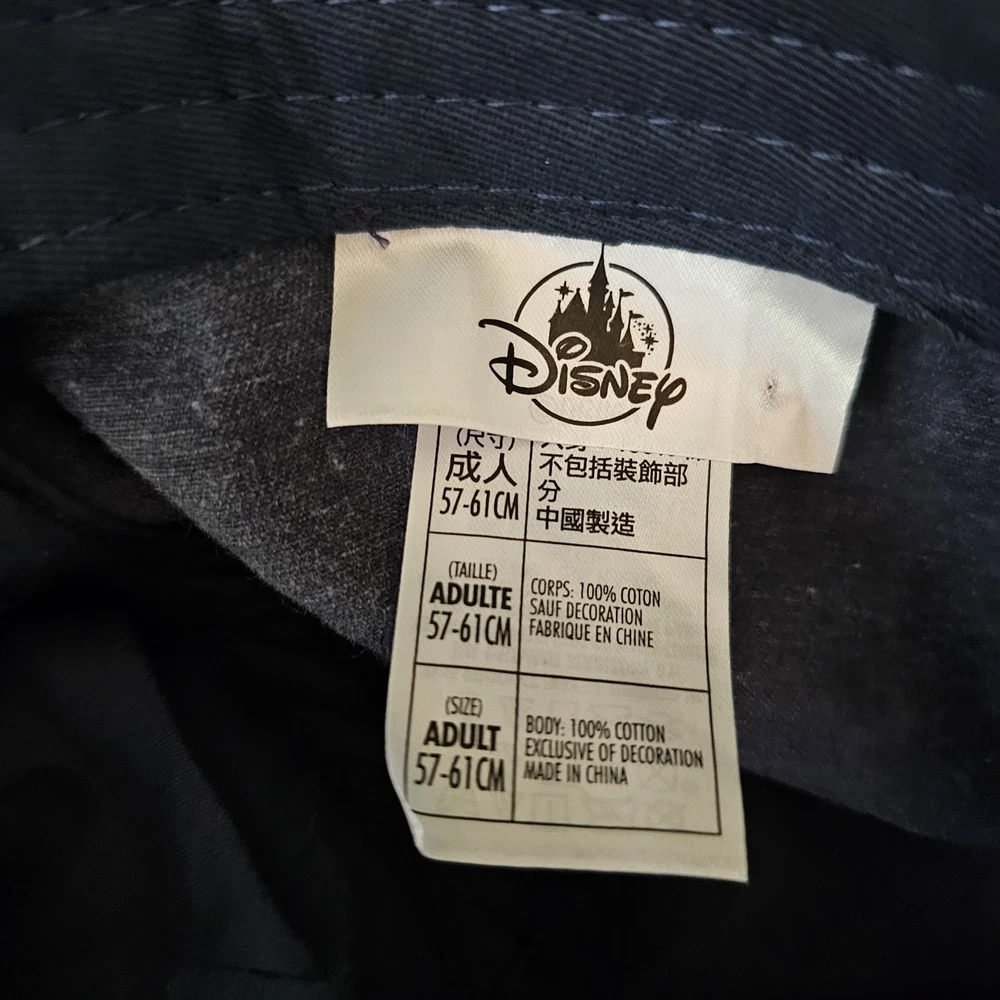 DISNEY
(尺寸)
成人
57-61CM
不包括裝飾部
分
中國製造
(TAILLE)
ADULTE
57-61CM
CORPS: 100% COTON
SAUF DECORATION
FABRIQUE EN CHINE
(SIZE)
ADULT
57-61CM
BODY: 100% COTTON
EXCLUSIVE OF DECORATION
MADE IN CHINA